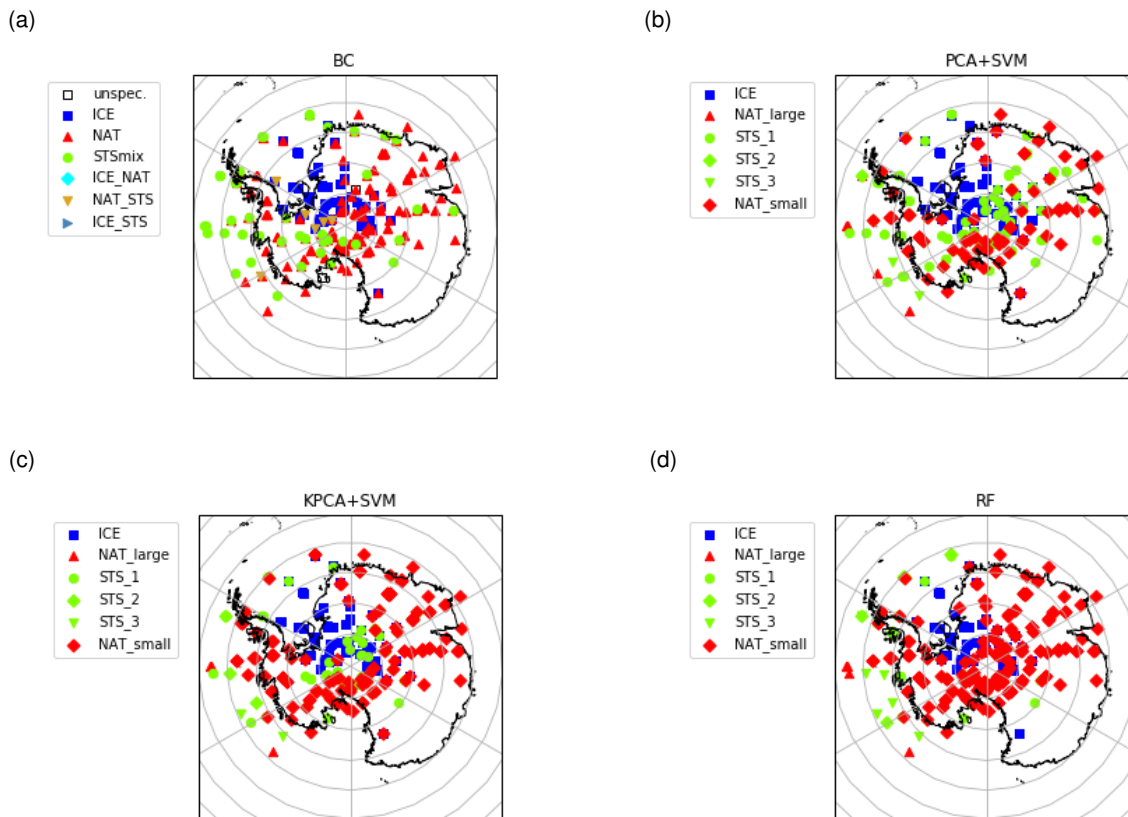 (a)
BC
unspec.
ICE
NAT
STSmix
ICE_NAT
NAT_STS
ICE_STS
(b)
PCA+SVM
ICE
NAT_large
STS_1
STS_2
STS_3
NAT_small
(c)
KPCA+SVM
ICE
NAT_large
STS_1
STS_2
STS_3
NAT_small
(d)
RF
ICE
NAT_large
STS_1
STS_2
STS_3
NAT_small